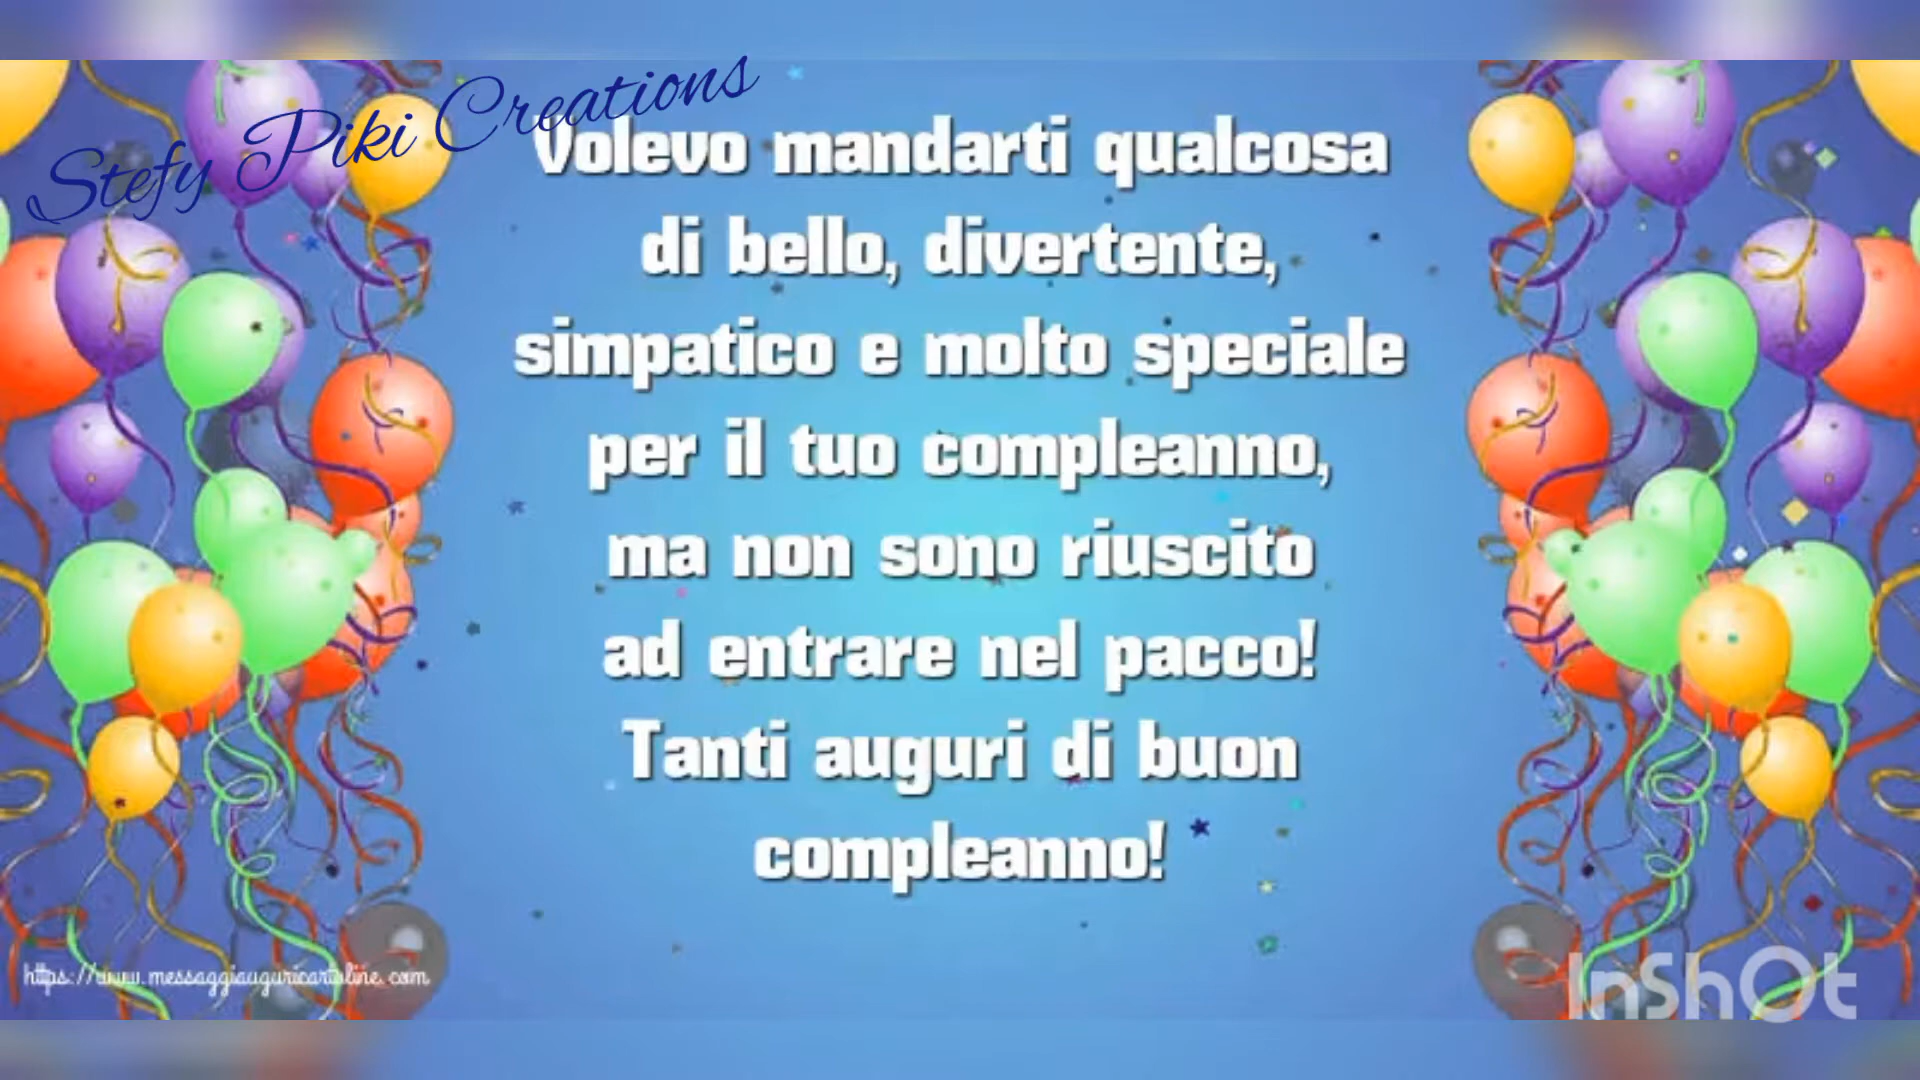 Stefy Piki Creations
Volevo mandarti qualcosa
di bello, divertente,
simpatico e molto speciale
per il tuo compleanno,
ma non sono riuscito
ad entrare nel pacco!
Tanti auguri di buon
compleanno!
https://www.messaggiauguricartoline.com
InShOt